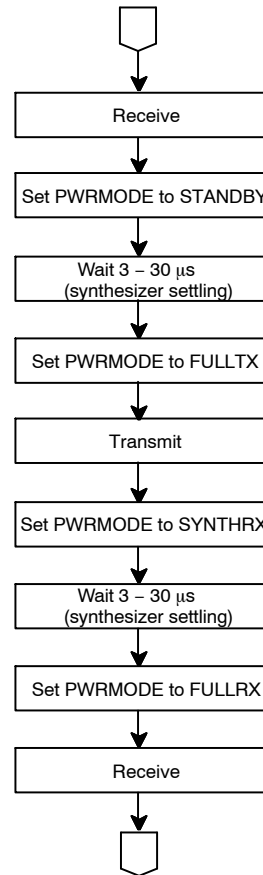 Receive
Set PWRMODE to STANDBY
Wait 3 – 30 μs
(synthesizer settling)
Set PWRMODE to FULLTX
Transmit
Set PWRMODE to SYNTHRX
Wait 3 – 30 μs
(synthesizer settling)
Set PWRMODE to FULLRX
Receive